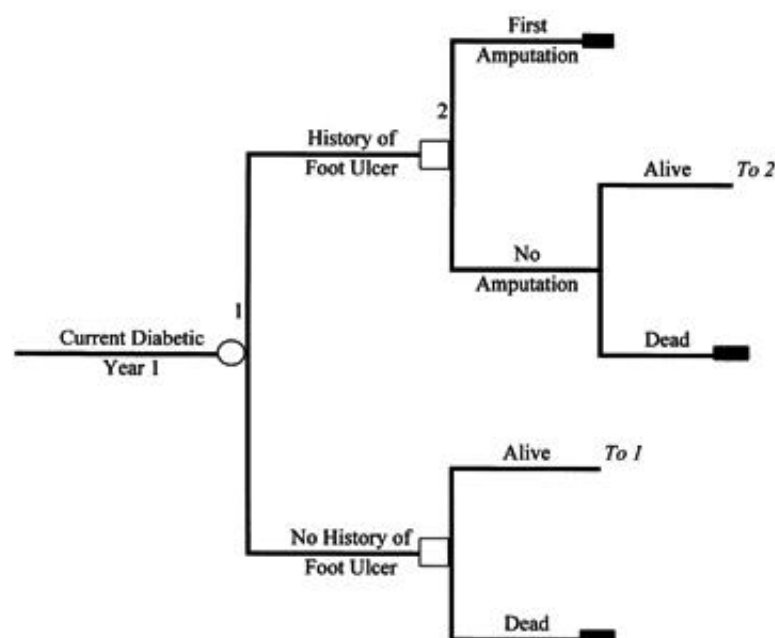 First
Amputation
2
History of
Foot Ulcer
Alive To 2
No
Amputation
1
Current Diabetic
Year 1
Dead
Alive To 1
No History of
Foot Ulcer
Dead